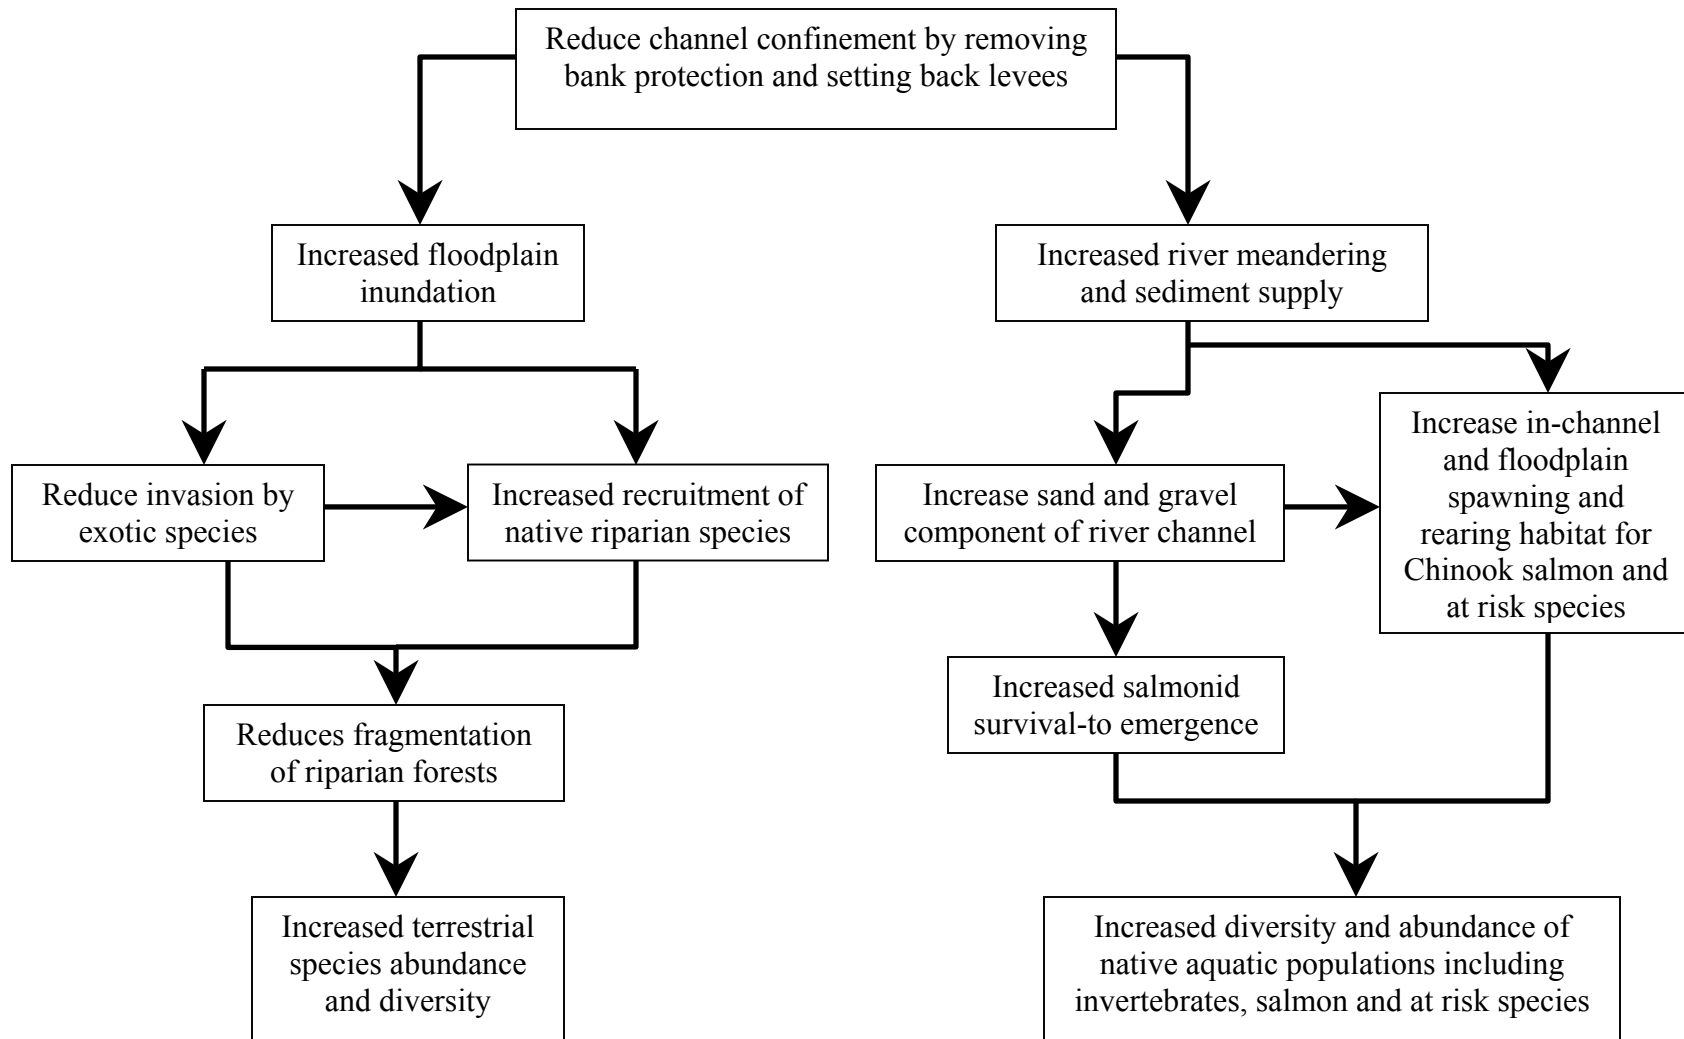 Reduce channel confinement by removing
bank protection and setting back levees
Increased floodplain
inundation
Increased river meandering
and sediment supply
Reduce invasion by
exotic species
Increased recruitment of
native riparian species
Increase sand and gravel
component of river channel
Increase in-channel
and floodplain
spawning and
rearing habitat for
Chinook salmon and
at risk species
Reduces fragmentation
of riparian forests
Increased salmonid
survival-to emergence
Increased terrestrial
species abundance
and diversity
Increased diversity and abundance of
native aquatic populations including
invertebrates, salmon and at risk species